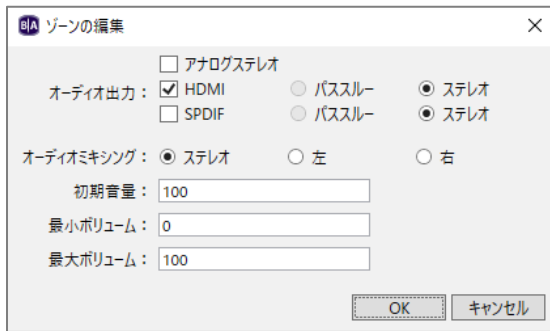 B|A ゾーンの編集
アナログステレオ
オーディオ出力： HDMI パススルー ステレオ
SPDIF パススルー ステレオ
オーディオミキシング： ステレオ 左 右
初期音量： 100
最小ボリューム： 0
最大ボリューム： 100
OK キャンセル